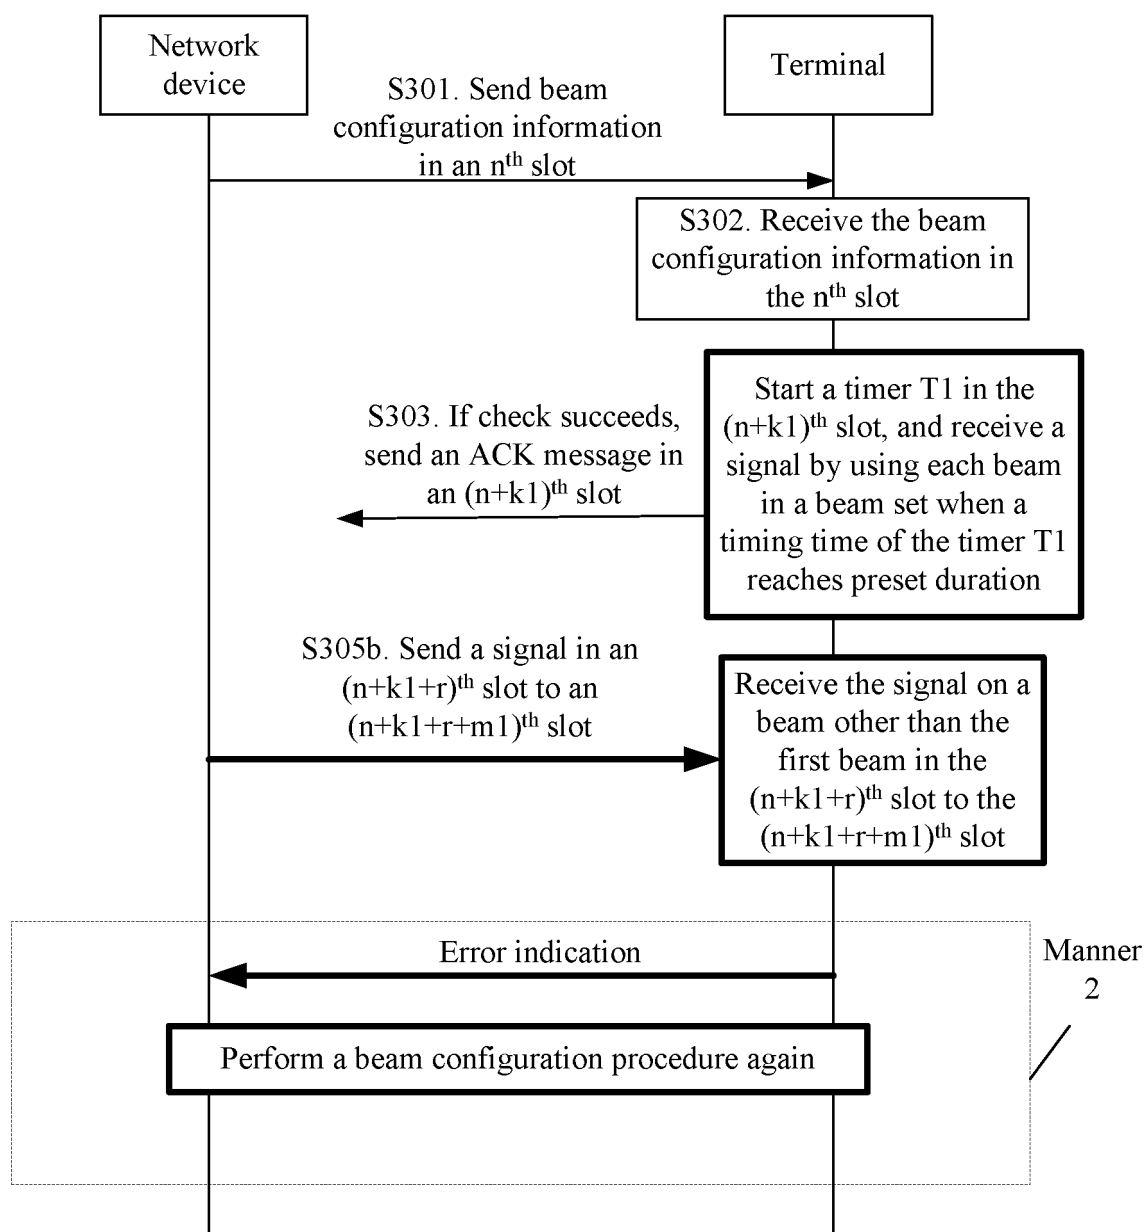 Network
device
Terminal
S301. Send beam
configuration information
in an nth slot
S302. Receive the beam
configuration information in
the nth slot
Start a timer T1 in the
(n+k1)th slot, and receive a
signal by using each beam
in a beam set when a
timing time of the timer T1
reaches preset duration
S303. If check succeeds,
send an ACK message in
an (n+k1)th slot
S305b. Send a signal in an
(n+k1+r)th slot to an
(n+k1+r+m1)th slot
Receive the signal on a
beam other than the
first beam in the
(n+k1+r)th slot to the
(n+k1+r+m1)th slot
Error indication
Manner
2
Perform a beam configuration procedure again